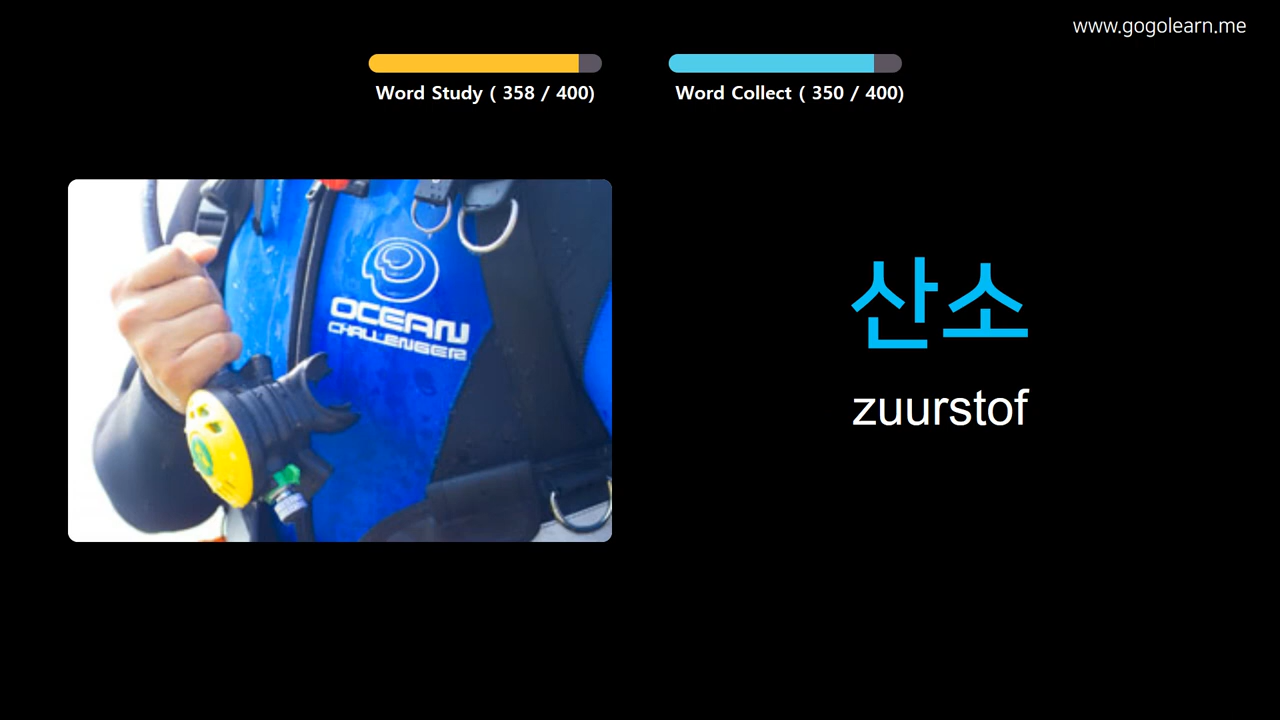 www.gogolearn.me
Word Study ( 358 / 400)
Word Collect ( 350 / 400)
OCEAN
CHALLENGER
산소
zuurstof